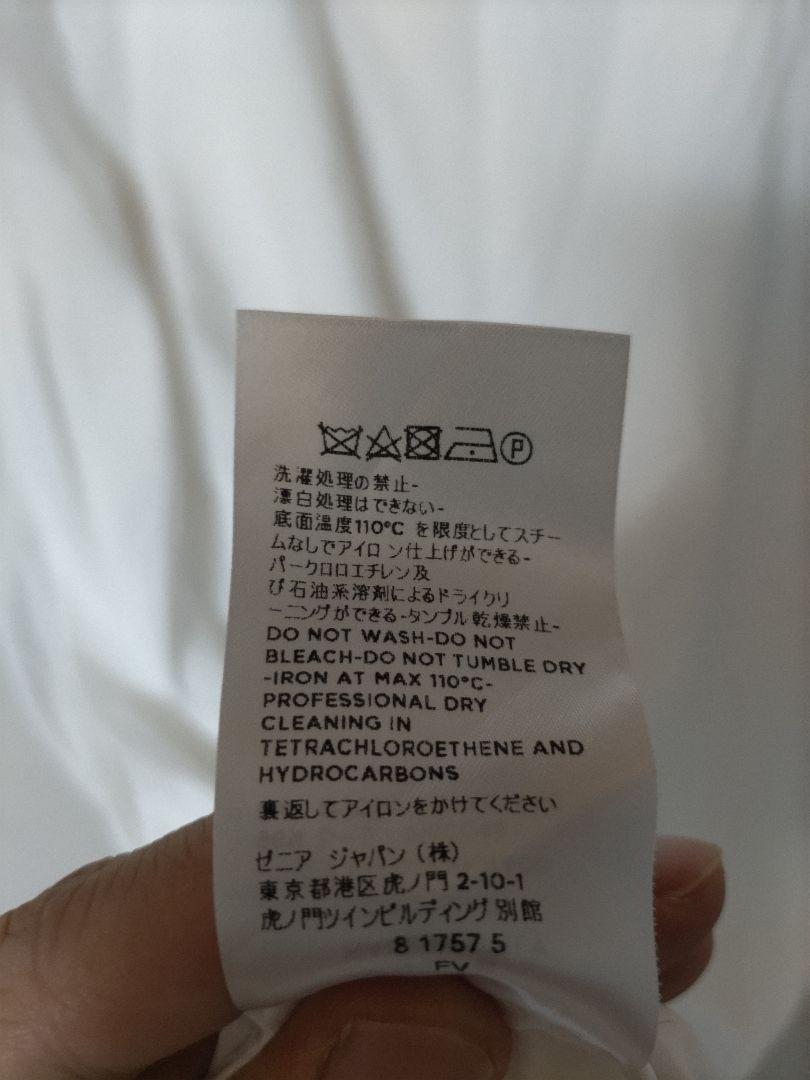 P
洗濯処理の禁止-
漂白処理はできない-
底面温度110°C を限度としてスチー
ムなしでアイロ ン仕上げができる-
パークロロエチレン及
び石油系溶剤によるドライクリ
ーニングができる-タンブル乾燥禁止-
DO NOT WASH-DO NOT
BLEACH-DO NOT TUMBLE DRY
-IRON AT MAX 110°C-
PROFESSIONAL DRY
CLEANING IN
TETRACHLOROETHENE AND
HYDROCARBONS
裏返してアイロンをかけてください
ゼニア ジャパン（株）
東京都港区虎ノ門 2-10-1
虎ノ門ツインビルディング 別館
8 1757 5